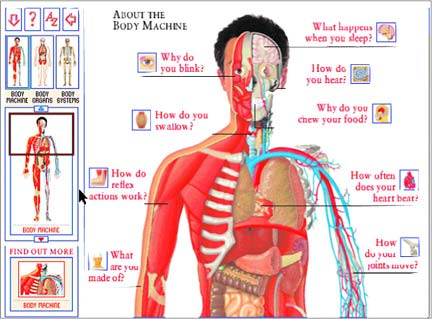 ABOUT THE
BODY MACHINE
?
AZ
BODY
MACHINE
BODY
ORGANS
BODY
SYSTEMS
BODY MACHINE
FIND OUT MORE
BODY MACHINE
Why do
you blink?
How do you
swallow?
How do
reflex
actions work?
What
are you
made of?
What happens
when you sleep?
How do
you hear?
Why do you
chew your food?
How often
does your
heart beat?
How
do your
joints move?